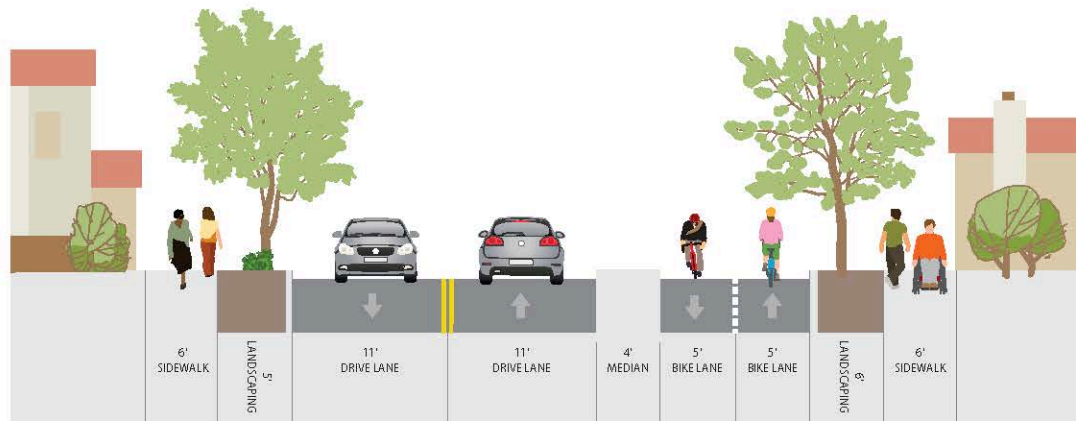 6'
SIDEWALK
5'
LANDSCAPING
11'
DRIVE LANE
11'
DRIVE LANE
4'
MEDIAN
5'
BIKE LANE
5'
BIKE LANE
6'
LANDSCAPING
6'
SIDEWALK